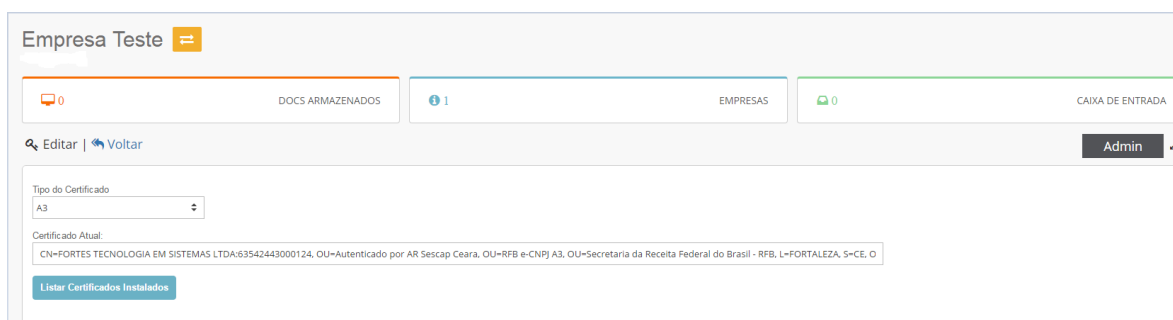 Empresa Teste
0 DOCS ARMAZENADOS
1 EMPRESAS
0 CAIXA DE ENTRADA
Editar | Voltar
Admin
Tipo do Certificado
A3
Certificado Atual:
CN=FORTES TECNOLOGIA EM SISTEMAS LTDA:63542443000124, OU=Autenticado por AR Sescap Ceara, OU=RFB e-CNPJ A3, OU=Secretaria da Receita Federal do Brasil - RFB, L=FORTALEZA, S=CE, O
Listar Certificados Instalados